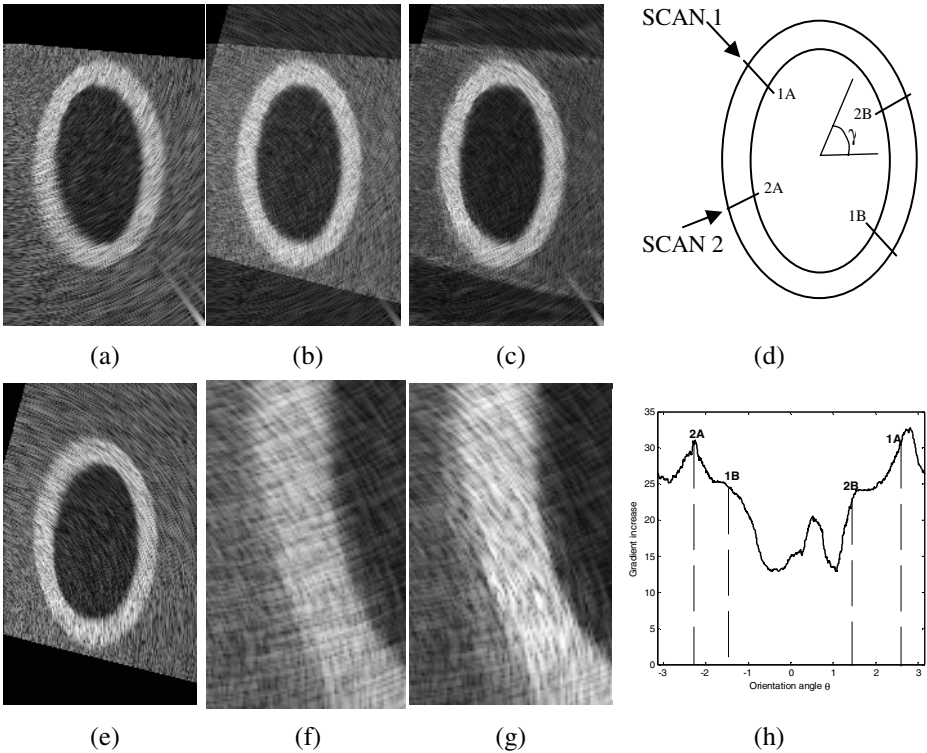 SCAN 1
1A
2B
γ
2A
1B
SCAN 2
(a)
(b)
(c)
(d)
35
30
25
20
15
10
5
0
Gradient increase
2A
1B
2B
1A
-3
-2
-1
0
1
2
3
Orientation angle θ
(e)
(f)
(g)
(h)